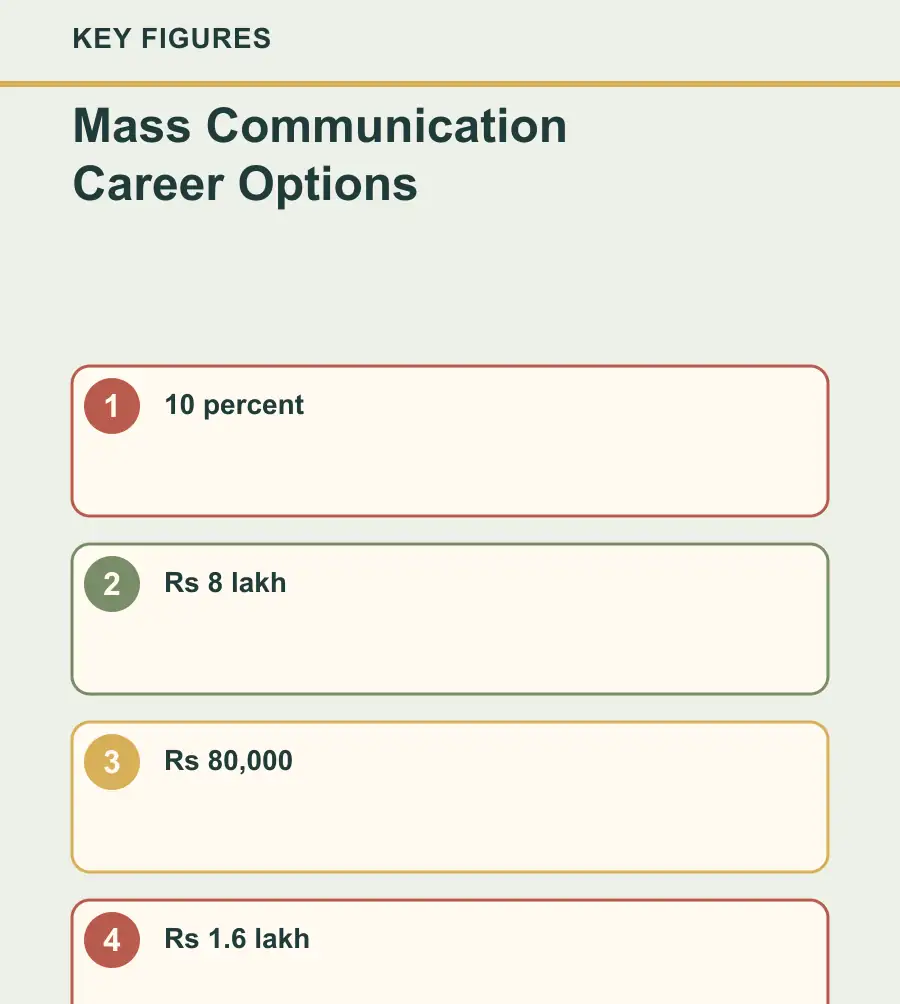 KEY FIGURES
Mass Communication
Career Options
1 10 percent
2 Rs 8 lakh
3 Rs 80,000
4 Rs 1.6 lakh